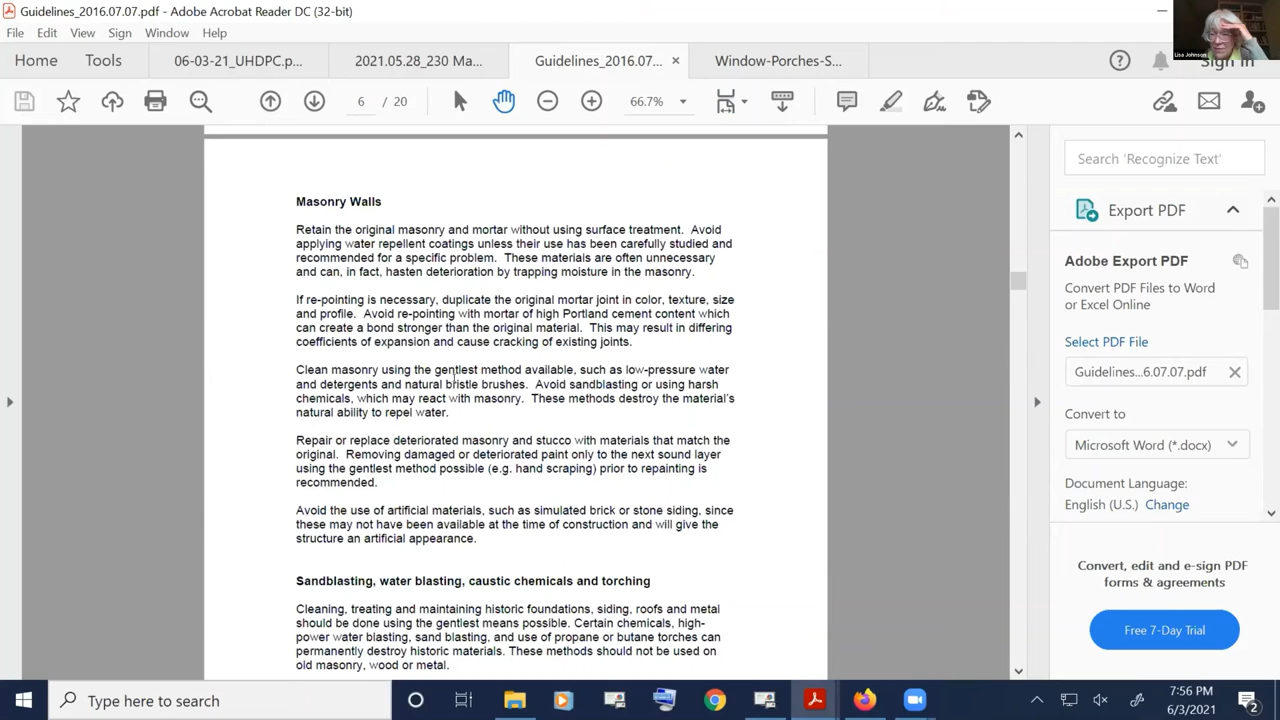 Guidelines_2016.07.07.pdf - Adobe Acrobat Reader DC (32-bit)
File Edit View Sign Window Help
Lisa Johnson
Home Tools 06-03-21_UHDPC.p... 2021.05.28_230 Ma... Guidelines_2016.07... × Window-Porches-S... Sign In
6 / 20 66.7%
Masonry Walls
Retain the original masonry and mortar without using surface treatment. Avoid
applying water repellent coatings unless their use has been carefully studied and
recommended for a specific problem. These materials are often unnecessary
and can, in fact, hasten deterioration by trapping moisture in the masonry.
If re-pointing is necessary, duplicate the original mortar joint in color, texture, size
and profile. Avoid re-pointing with mortar of high Portland cement content which
can create a bond stronger than the original material. This may result in differing
coefficients of expansion and cause cracking of existing joints.
Clean masonry using the gentlest method available, such as low-pressure water
and detergents and natural bristle brushes. Avoid sandblasting or using harsh
chemicals, which may react with masonry. These methods destroy the material's
natural ability to repel water.
Repair or replace deteriorated masonry and stucco with materials that match the
original. Removing damaged or deteriorated paint only to the next sound layer
using the gentlest method possible (e.g. hand scraping) prior to repainting is
recommended.
Avoid the use of artificial materials, such as simulated brick or stone siding, since
these may not have been available at the time of construction and will give the
structure an artificial appearance.
Sandblasting, water blasting, caustic chemicals and torching
Cleaning, treating and maintaining historic foundations, siding, roofs and metal
should be done using the gentlest means possible. Certain chemicals, high-
power water blasting, sand blasting, and use of propane or butane torches can
permanently destroy historic materials. These methods should not be used on
old masonry, wood or metal.
Search 'Recognize Text'
Export PDF
Adobe Export PDF
Convert PDF Files to Word
or Excel Online
Select PDF File
Guidelines...6.07.07.pdf
Convert to
Microsoft Word (*.docx)
Document Language:
English (U.S.) Change
Convert, edit and e-sign PDF
forms & agreements
Free 7-Day Trial
Type here to search
7:56 PM
6/3/2021
2